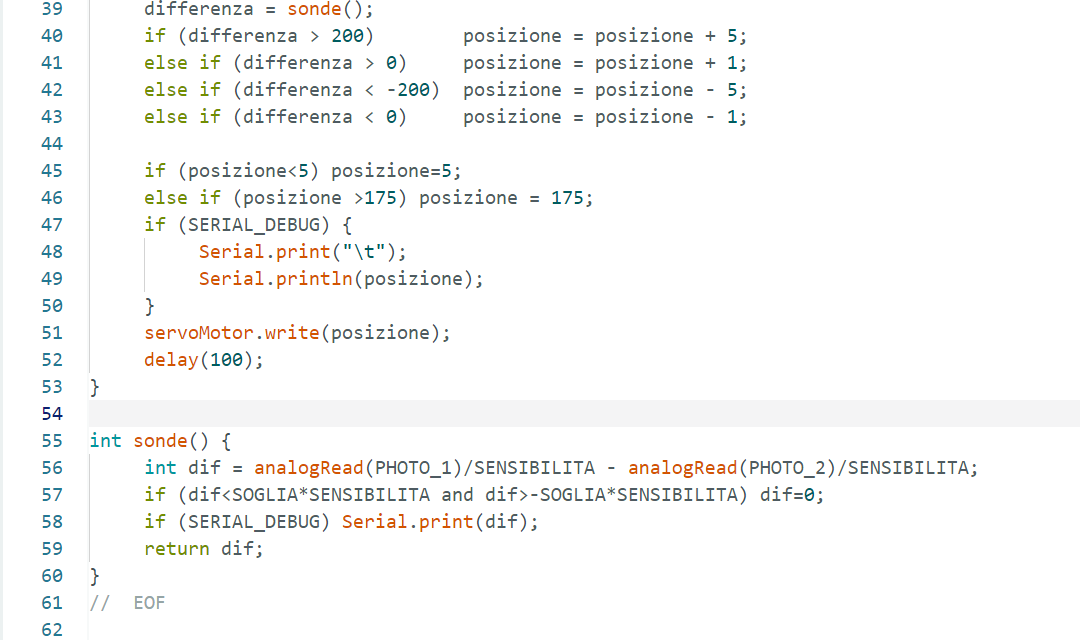 39 differenza = sonde();
40 if (differenza > 200) posizione = posizione + 5;
41 else if (differenza > 0) posizione = posizione + 1;
42 else if (differenza < -200) posizione = posizione - 5;
43 else if (differenza < 0) posizione = posizione - 1;
44
45 if (posizione<5) posizione=5;
46 else if (posizione >175) posizione = 175;
47 if (SERIAL_DEBUG) {
48 Serial.print("\t");
49 Serial.println(posizione);
50 }
51 servoMotor.write(posizione);
52 delay(100);
53 }
54
55 int sonde() {
56 int dif = analogRead(PHOTO_1)/SENSIBILITA - analogRead(PHOTO_2)/SENSIBILITA;
57 if (dif<SOGLIA*SENSIBILITA and dif>-SOGLIA*SENSIBILITA) dif=0;
58 if (SERIAL_DEBUG) Serial.print(dif);
59 return dif;
60 }
61 // EOF
62